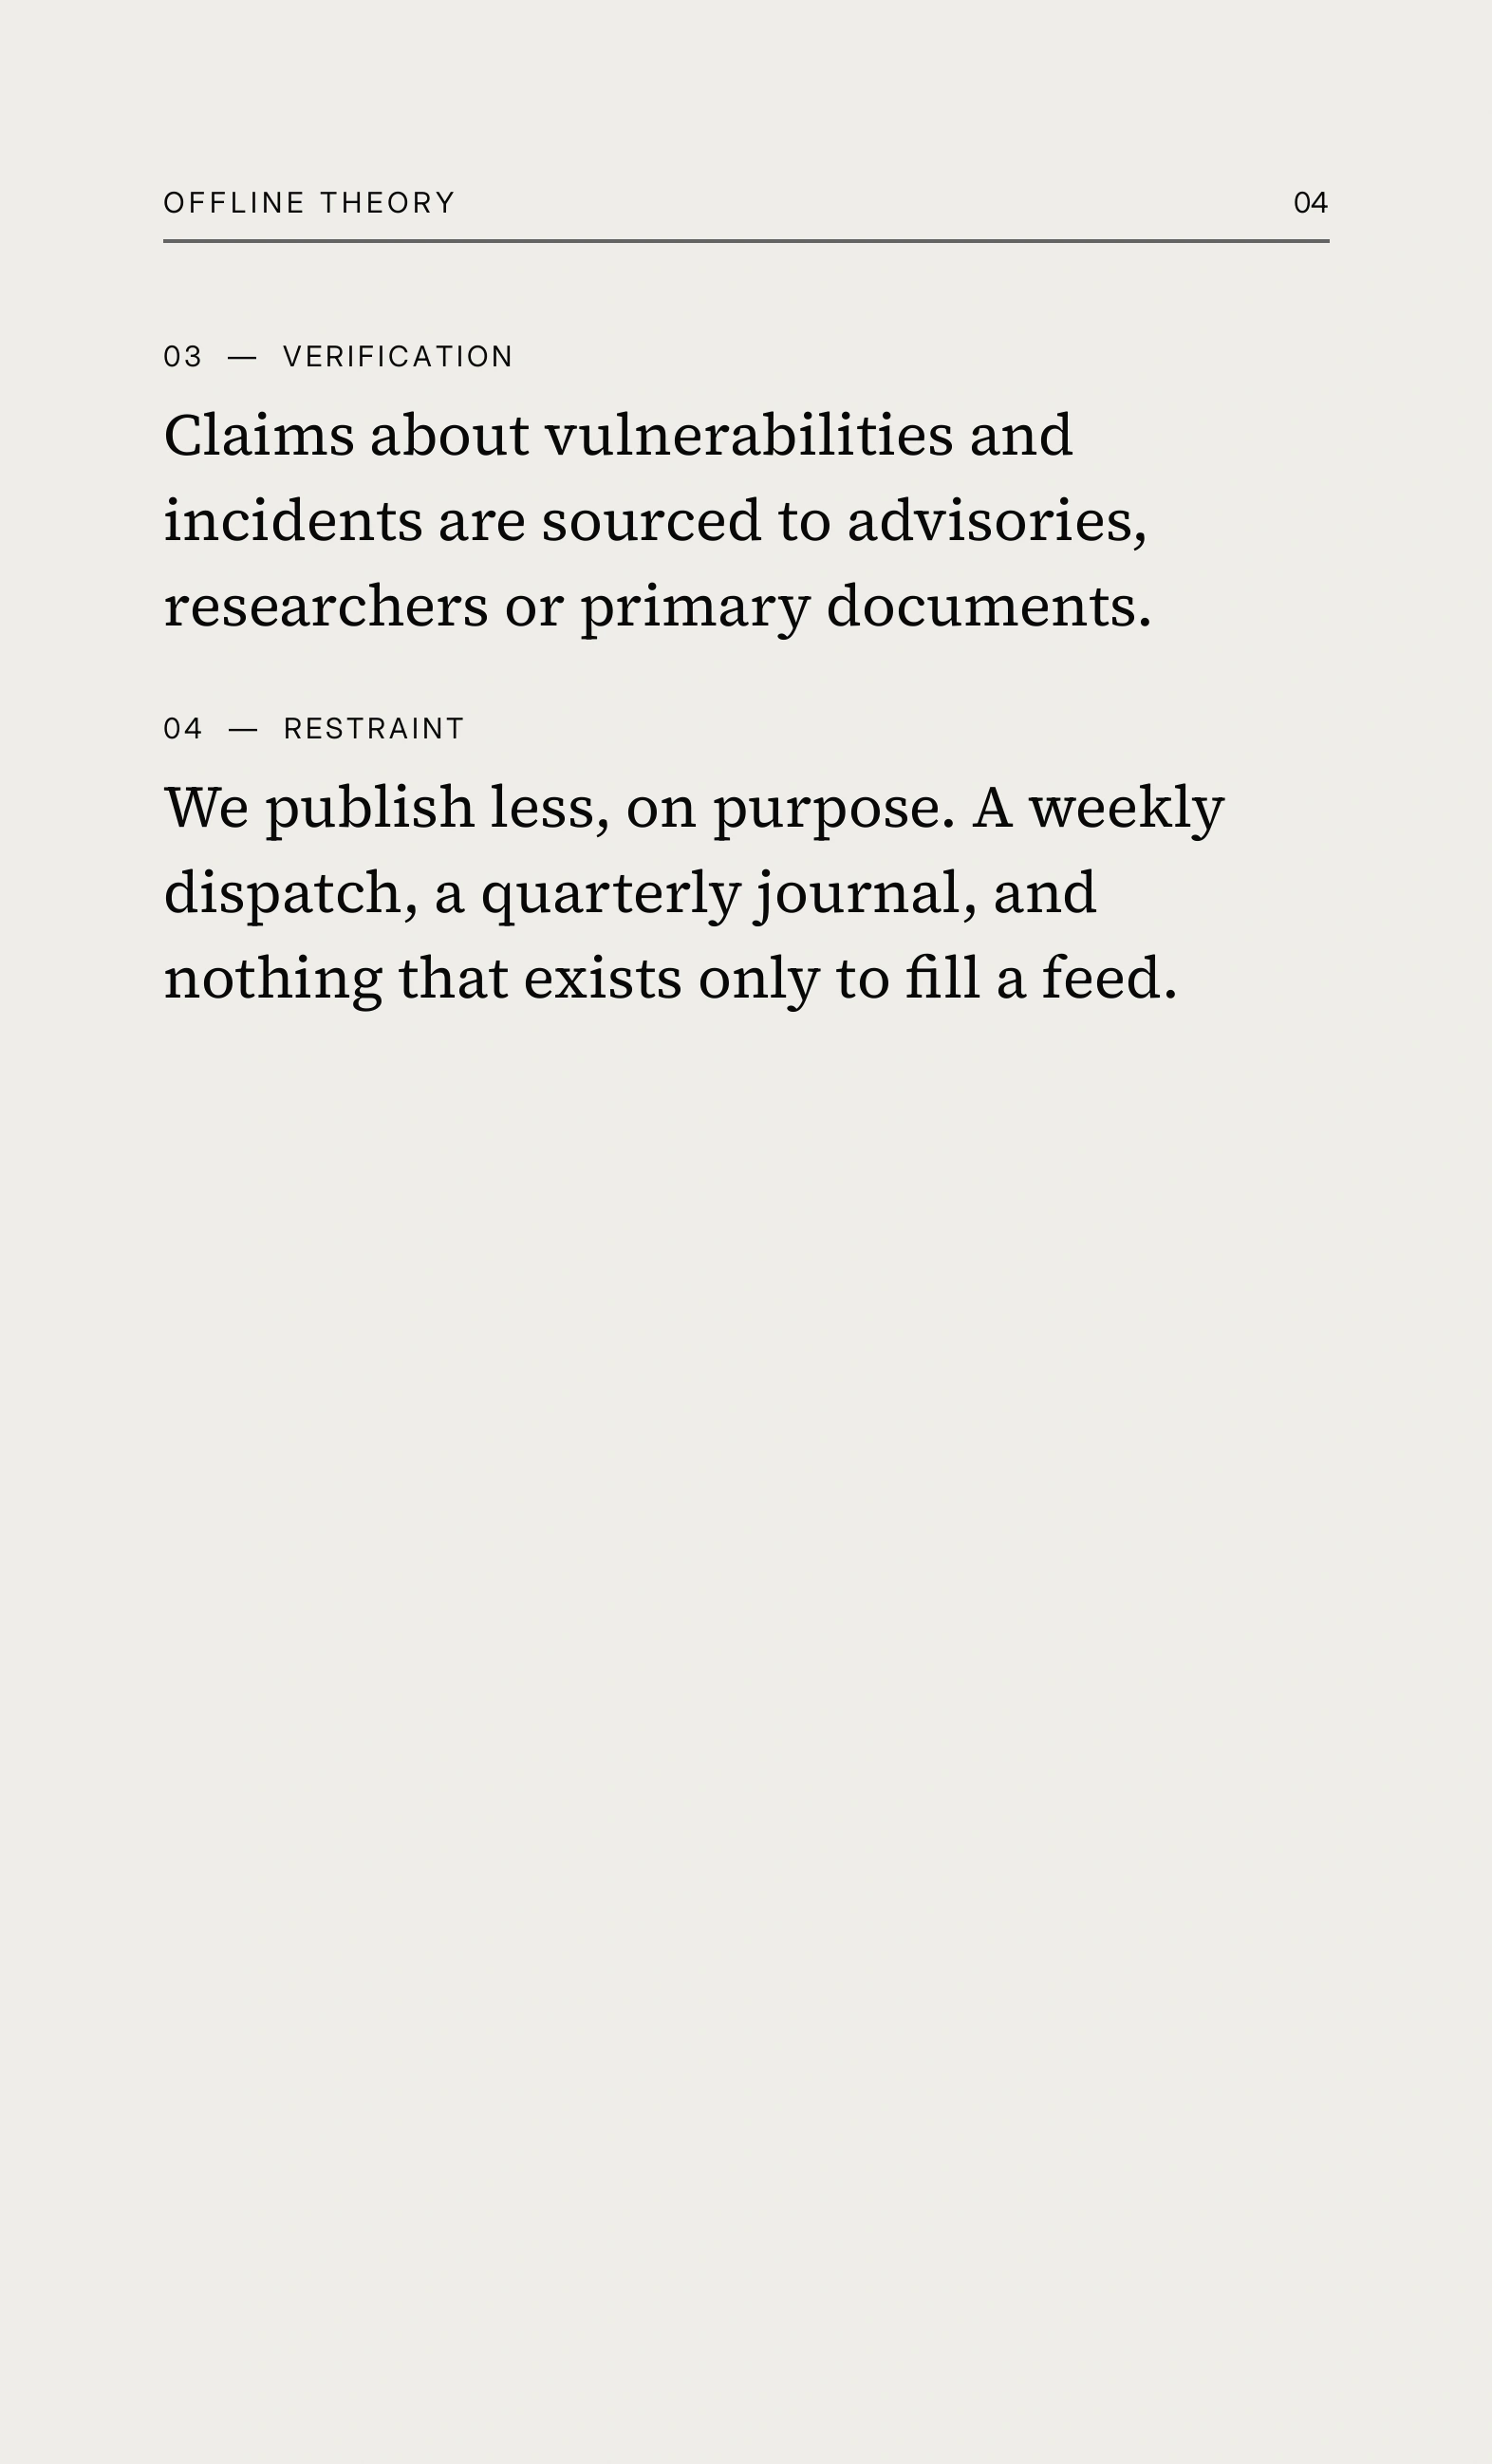 OFFLINE THEORY 04
03 — VERIFICATION
Claims about vulnerabilities and
incidents are sourced to advisories,
researchers or primary documents.
04 — RESTRAINT
We publish less, on purpose. A weekly
dispatch, a quarterly journal, and
nothing that exists only to fill a feed.